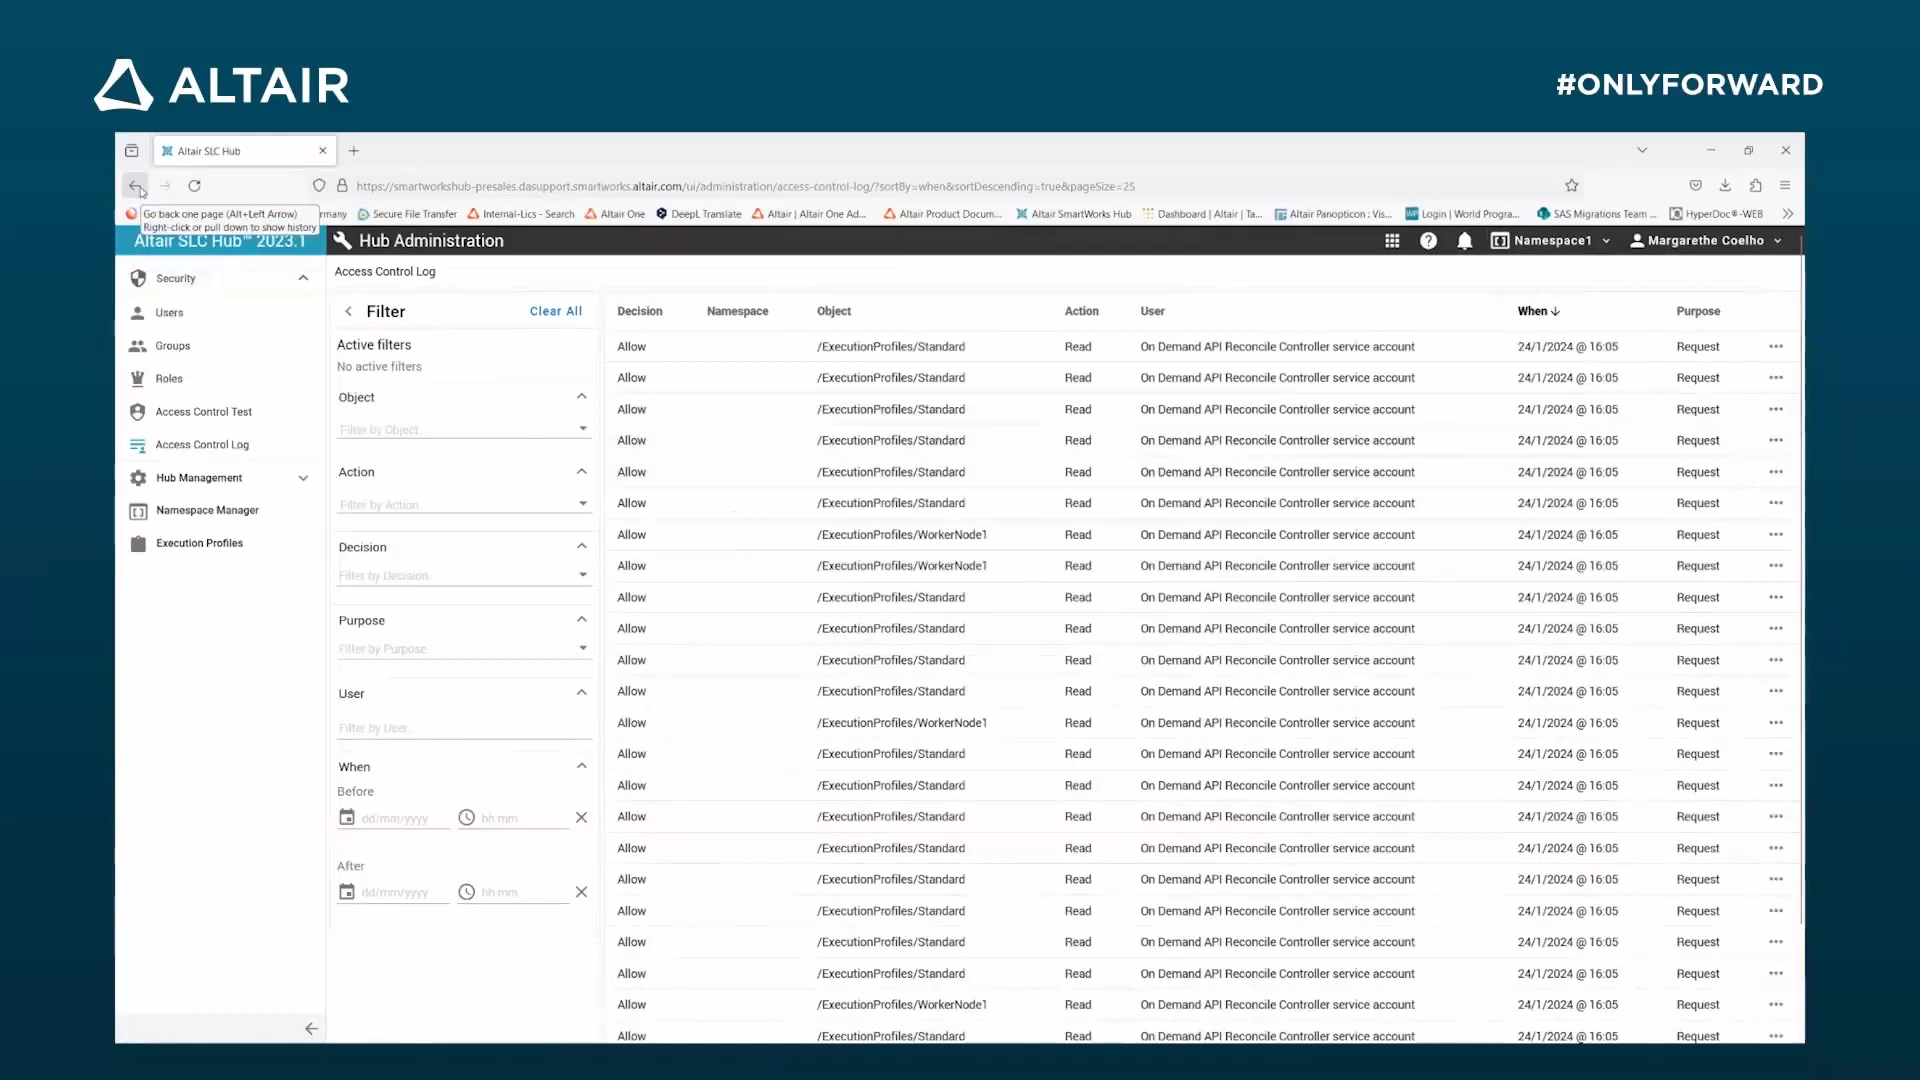 ALTAIR
#ONLYFORWARD
Altair SLC Hub
https://smartworkshub-presales.dasupport.smartworks.altair.com/ui/administration/access-control-log/?sortBy=when&sortDescending=true&pageSize=25
Go back one page (Alt+Left Arrow)
Right-click or pull down to show history
rmany Secure File Transfer Internal-Lics - Search Altair One DeepL Translate Altair | Altair One Ad... Altair Product Docum... Altair SmartWorks Hub Dashboard | Altair | Ta... Altair Panopticon : Vis... Login | World Progra... SAS Migrations Team ... HyperDoc®-WEB
Altair SLC Hub™ 2023.1
Hub Administration
Namespace1
Margarethe Coelho
Security
Users
Groups
Roles
Access Control Test
Access Control Log
Hub Management
Namespace Manager
Execution Profiles
Access Control Log
Filter Clear All
Active filters
No active filters
Object
Filter by Object...
Action
Filter by Action...
Decision
Filter by Decision...
Purpose
Filter by Purpose...
User
Filter by User...
When
Before
dd/mm/yyyy hh mm
After
dd/mm/yyyy hh mm
Decision Namespace Object Action User When Purpose
Allow /ExecutionProfiles/Standard Read On Demand API Reconcile Controller service account 24/1/2024 @ 16:05 Request
Allow /ExecutionProfiles/Standard Read On Demand API Reconcile Controller service account 24/1/2024 @ 16:05 Request
Allow /ExecutionProfiles/Standard Read On Demand API Reconcile Controller service account 24/1/2024 @ 16:05 Request
Allow /ExecutionProfiles/Standard Read On Demand API Reconcile Controller service account 24/1/2024 @ 16:05 Request
Allow /ExecutionProfiles/Standard Read On Demand API Reconcile Controller service account 24/1/2024 @ 16:05 Request
Allow /ExecutionProfiles/Standard Read On Demand API Reconcile Controller service account 24/1/2024 @ 16:05 Request
Allow /ExecutionProfiles/WorkerNode1 Read On Demand API Reconcile Controller service account 24/1/2024 @ 16:05 Request
Allow /ExecutionProfiles/WorkerNode1 Read On Demand API Reconcile Controller service account 24/1/2024 @ 16:05 Request
Allow /ExecutionProfiles/Standard Read On Demand API Reconcile Controller service account 24/1/2024 @ 16:05 Request
Allow /ExecutionProfiles/Standard Read On Demand API Reconcile Controller service account 24/1/2024 @ 16:05 Request
Allow /ExecutionProfiles/Standard Read On Demand API Reconcile Controller service account 24/1/2024 @ 16:05 Request
Allow /ExecutionProfiles/Standard Read On Demand API Reconcile Controller service account 24/1/2024 @ 16:05 Request
Allow /ExecutionProfiles/WorkerNode1 Read On Demand API Reconcile Controller service account 24/1/2024 @ 16:05 Request
Allow /ExecutionProfiles/Standard Read On Demand API Reconcile Controller service account 24/1/2024 @ 16:05 Request
Allow /ExecutionProfiles/Standard Read On Demand API Reconcile Controller service account 24/1/2024 @ 16:05 Request
Allow /ExecutionProfiles/Standard Read On Demand API Reconcile Controller service account 24/1/2024 @ 16:05 Request
Allow /ExecutionProfiles/Standard Read On Demand API Reconcile Controller service account 24/1/2024 @ 16:05 Request
Allow /ExecutionProfiles/Standard Read On Demand API Reconcile Controller service account 24/1/2024 @ 16:05 Request
Allow /ExecutionProfiles/Standard Read On Demand API Reconcile Controller service account 24/1/2024 @ 16:05 Request
Allow /ExecutionProfiles/Standard Read On Demand API Reconcile Controller service account 24/1/2024 @ 16:05 Request
Allow /ExecutionProfiles/Standard Read On Demand API Reconcile Controller service account 24/1/2024 @ 16:05 Request
Allow /ExecutionProfiles/WorkerNode1 Read On Demand API Reconcile Controller service account 24/1/2024 @ 16:05 Request
Allow /ExecutionProfiles/Standard Read On Demand API Reconcile Controller service account 24/1/2024 @ 16:05 Request